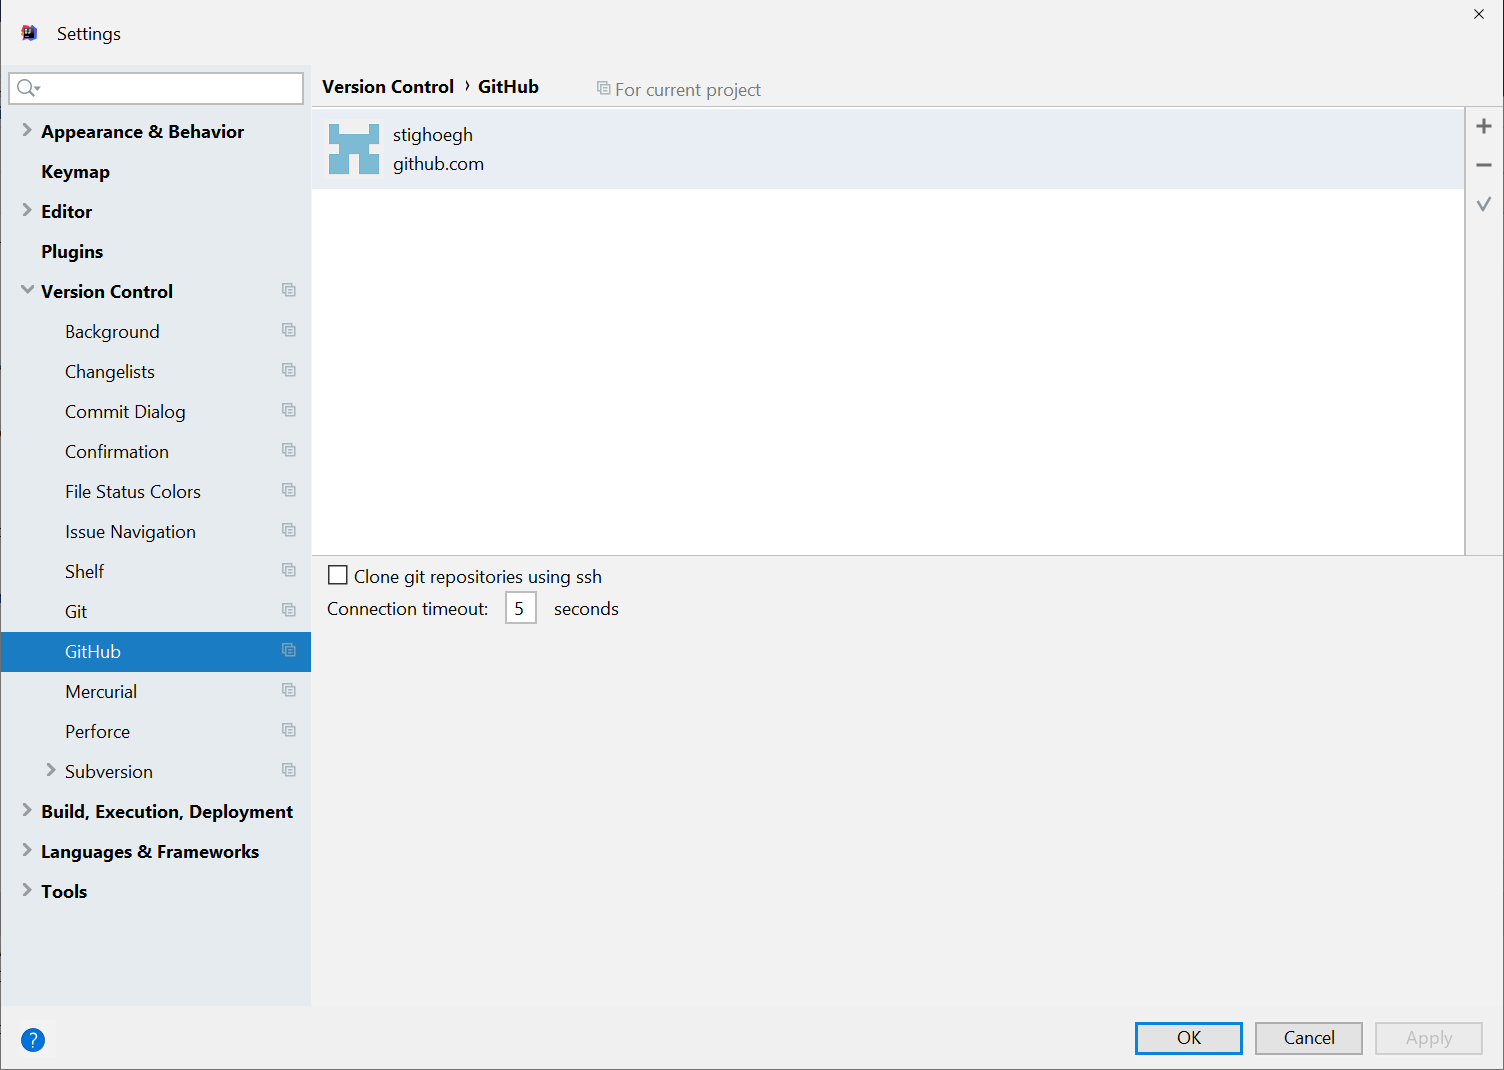 Settings
Version Control › GitHub
For current project
Appearance & Behavior
Keymap
Editor
Plugins
Version Control
Background
Changelists
Commit Dialog
Confirmation
File Status Colors
Issue Navigation
Shelf
Git
GitHub
Mercurial
Perforce
Subversion
Build, Execution, Deployment
Languages & Frameworks
Tools
stighoegh
github.com
Clone git repositories using ssh
Connection timeout: 5 seconds
?
OK
Cancel
Apply